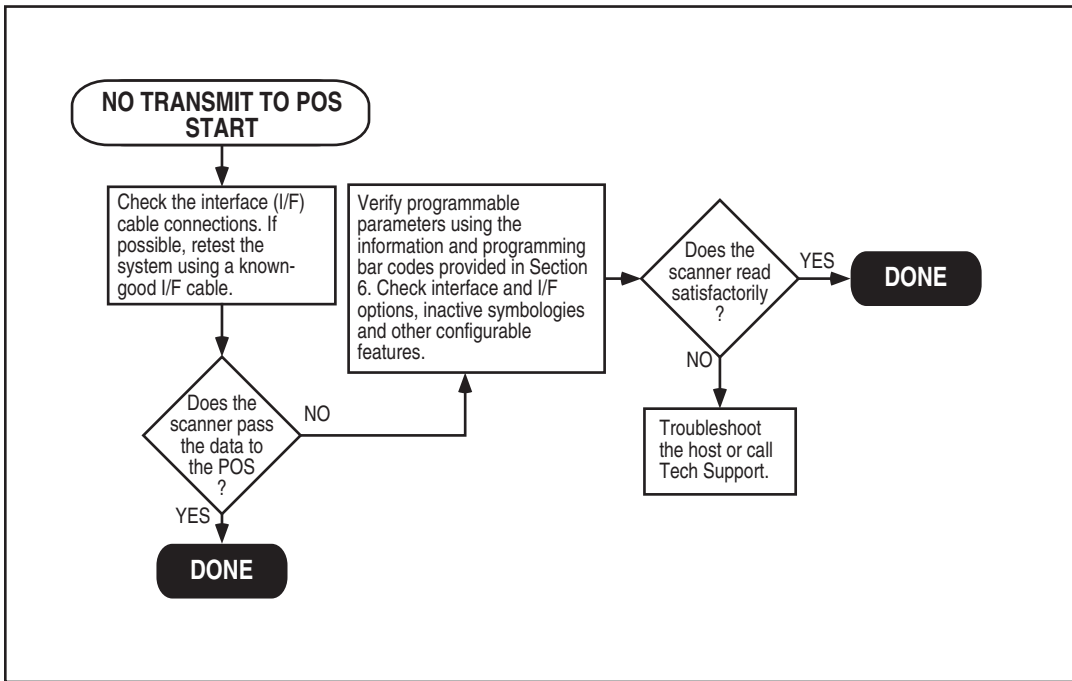 NO TRANSMIT TO POS
START
Check the interface (I/F)
cable connections. If
possible, retest the
system using a known-
good I/F cable.
Does the
scanner pass
the data to
the POS
?
NO
YES
DONE
Verify programmable
parameters using the
information and programming
bar codes provided in Section
6. Check interface and I/F
options, inactive symbologies
and other configurable
features.
Does the
scanner read
satisfactorily
?
YES
DONE
NO
Troubleshoot
the host or call
Tech Support.